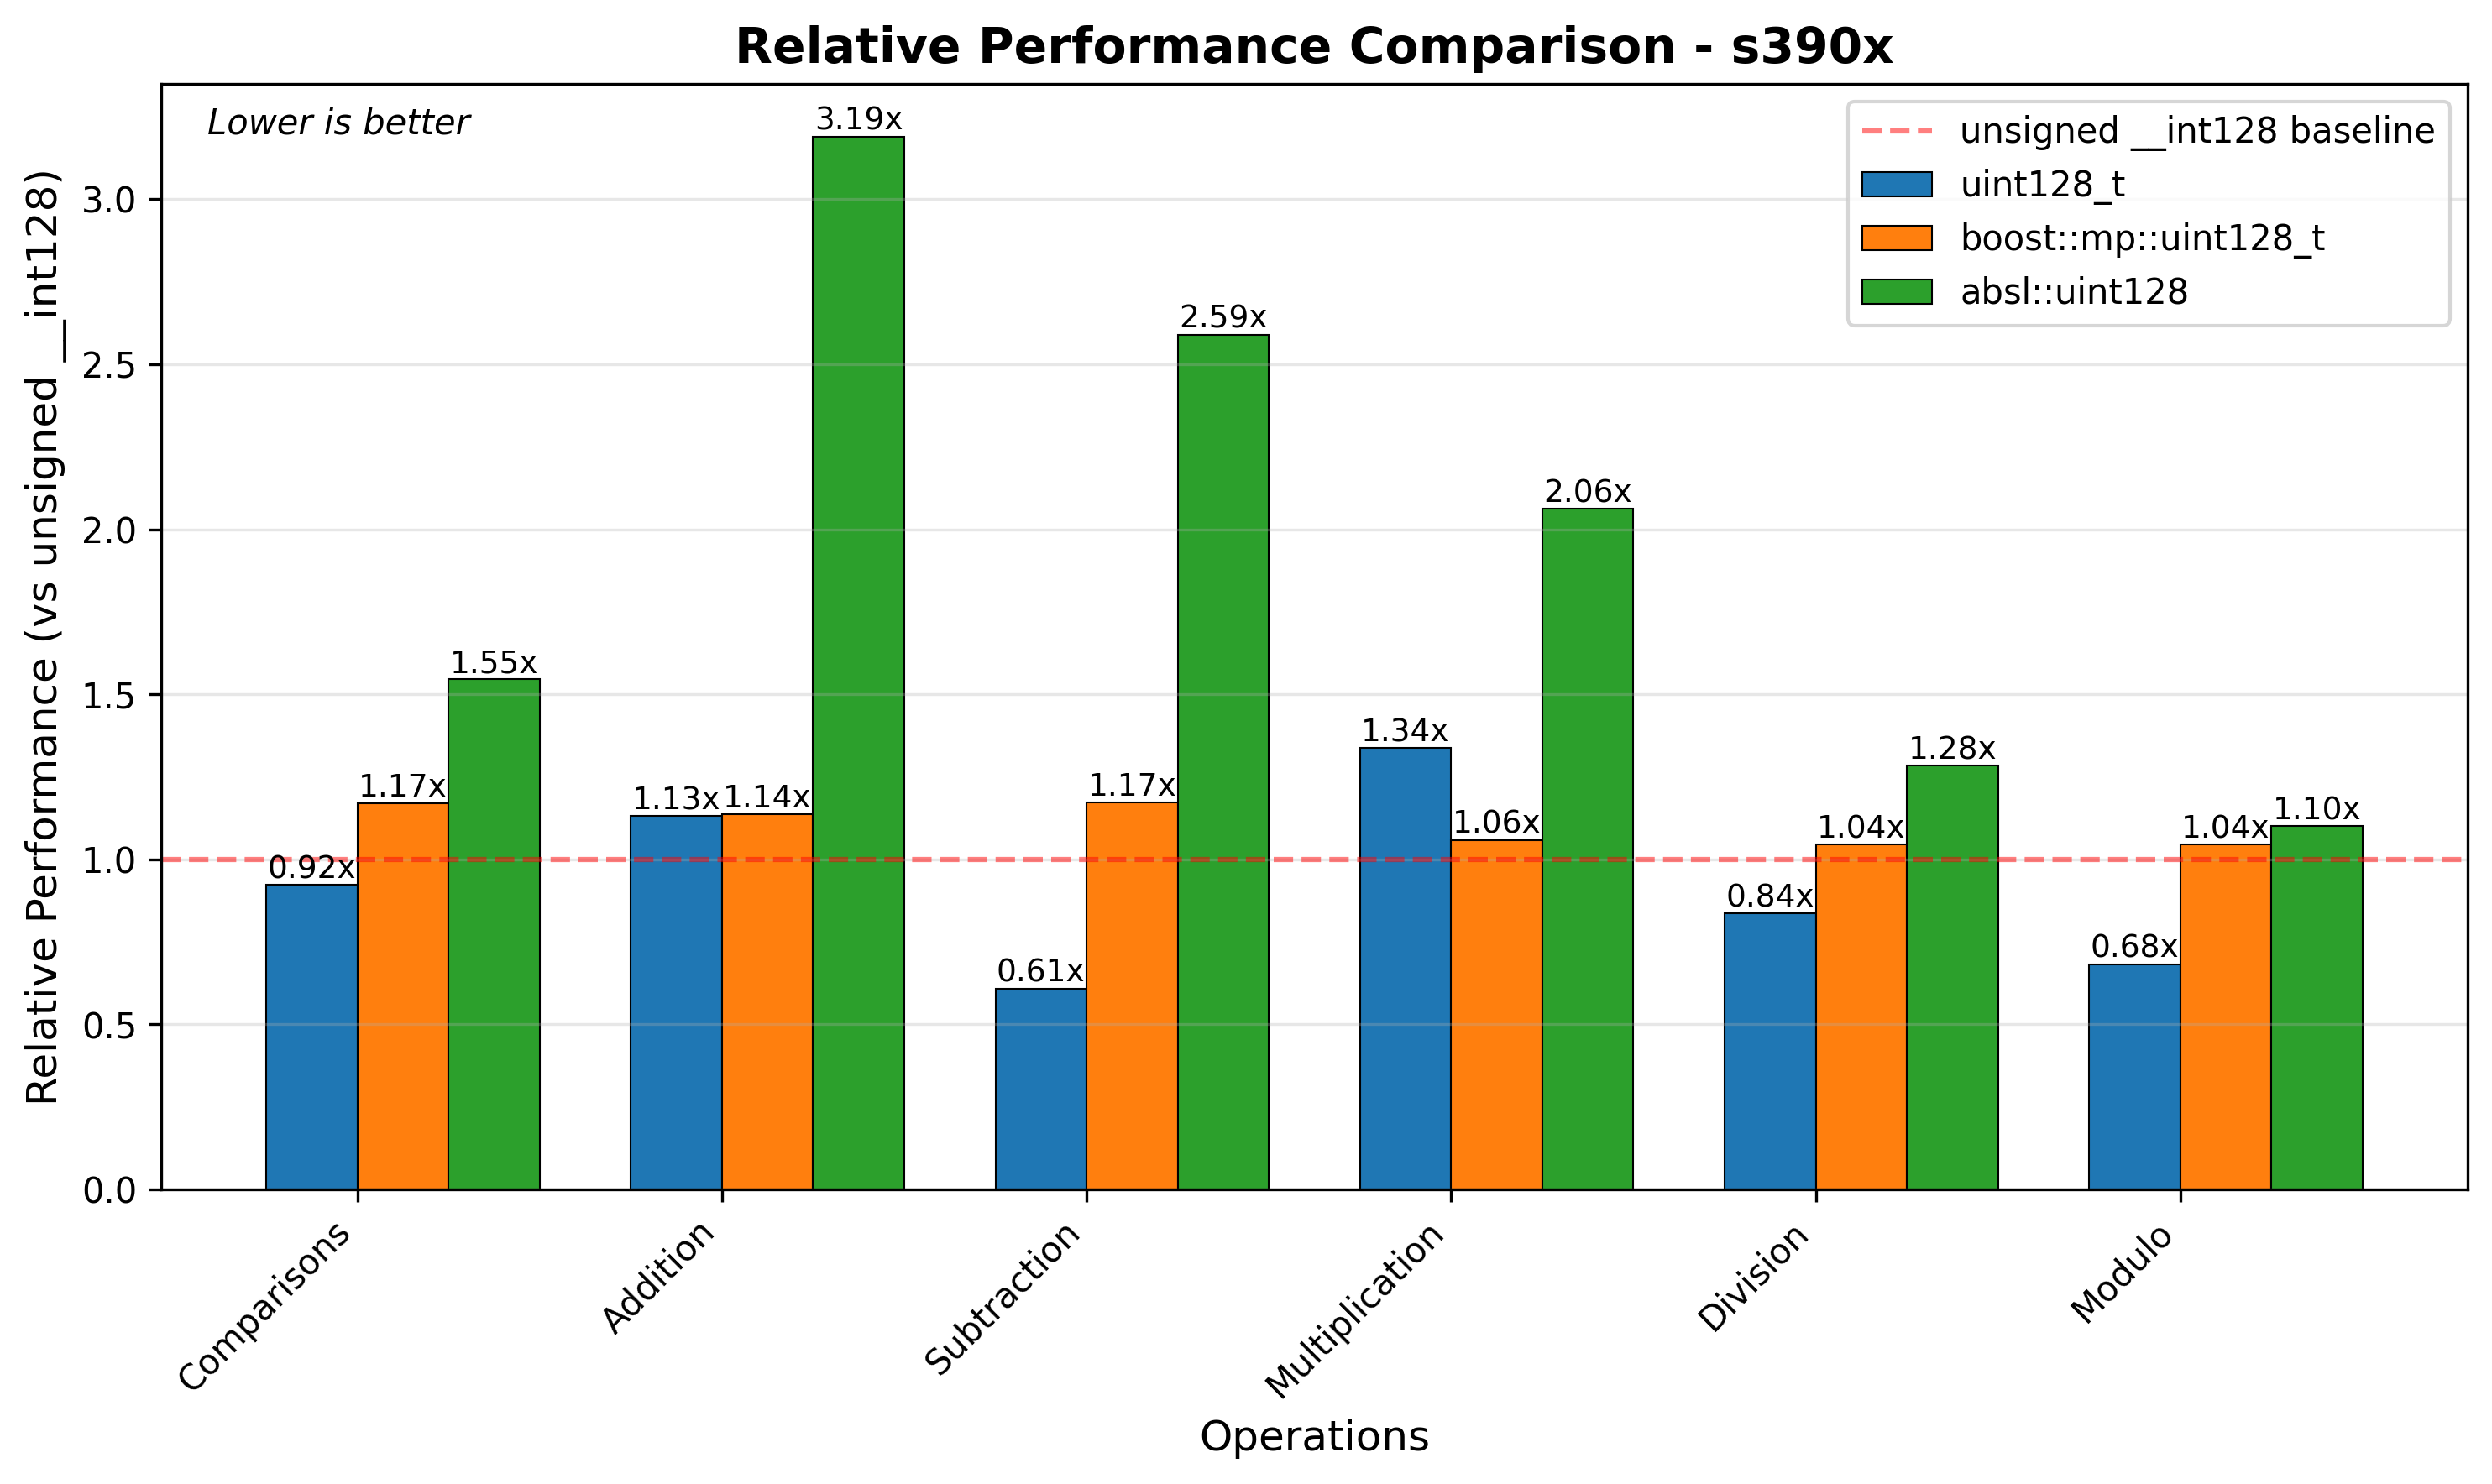 Relative Performance Comparison - s390x
Lower is better
unsigned __int128 baseline
uint128_t
boost::mp::uint128_t
absl::uint128
Relative Performance (vs unsigned __int128)
3.0
2.5
2.0
1.5
1.0
0.5
0.0
0.92x
1.17x
1.55x
1.13x
1.14x
3.19x
0.61x
1.17x
2.59x
1.34x
1.06x
2.06x
0.84x
1.04x
1.28x
0.68x
1.04x
1.10x
Comparisons
Addition
Subtraction
Multiplication
Division
Modulo
Operations